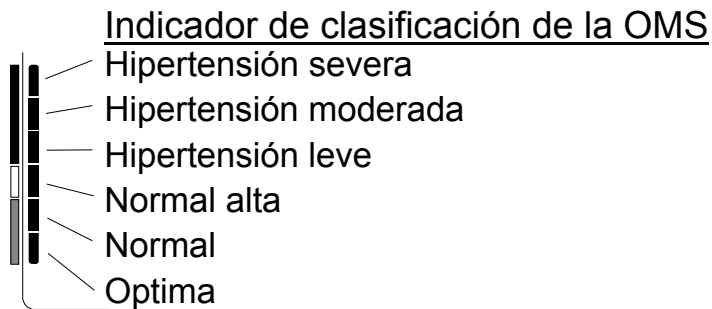 Indicador de clasificación de la OMS
Hipertensión severa
Hipertensión moderada
Hipertensión leve
Normal alta
Normal
Optima